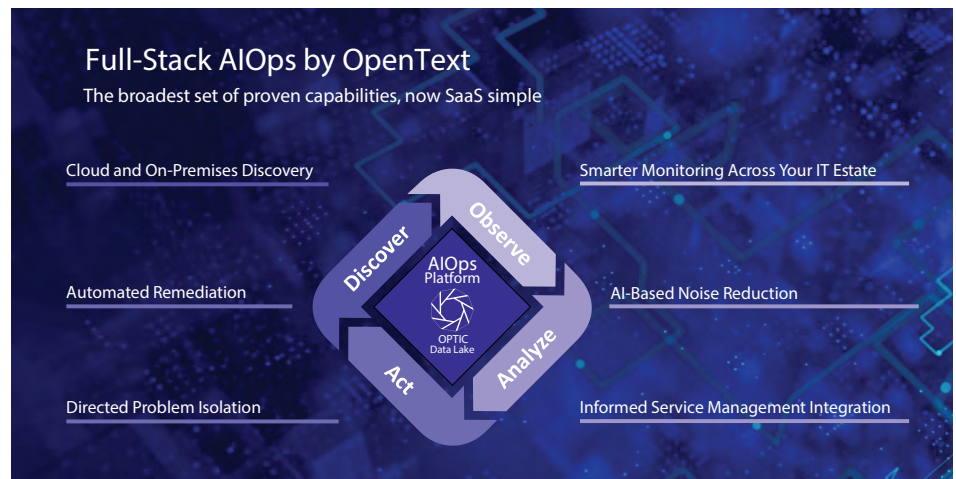 Full-Stack AIOps by OpenText
The broadest set of proven capabilities, now SaaS simple
Cloud and On-Premises Discovery
Smarter Monitoring Across Your IT Estate
Discover
Observe
AIOps
Platform
OPTIC
Data Lake
Automated Remediation
AI-Based Noise Reduction
Act
Analyze
Directed Problem Isolation
Informed Service Management Integration